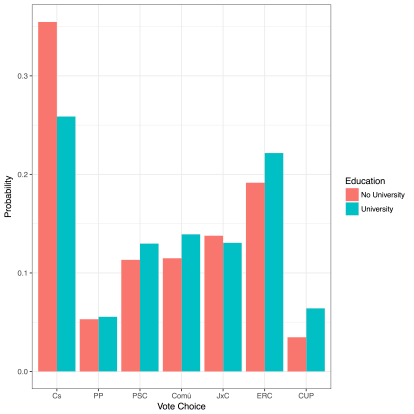 Probability
0.3
0.2
0.1
0.0
Cs PP PSC Comú JxC ERC CUP
Vote Choice
Education
No University
University